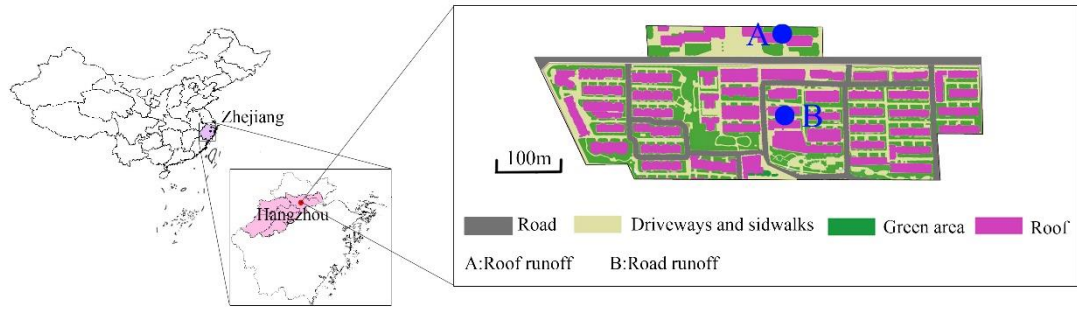 Zhejiang
Hangzhou
A
B
100m
Road Driveways and sidwalks Green area Roof
A:Roof runoff B:Road runoff